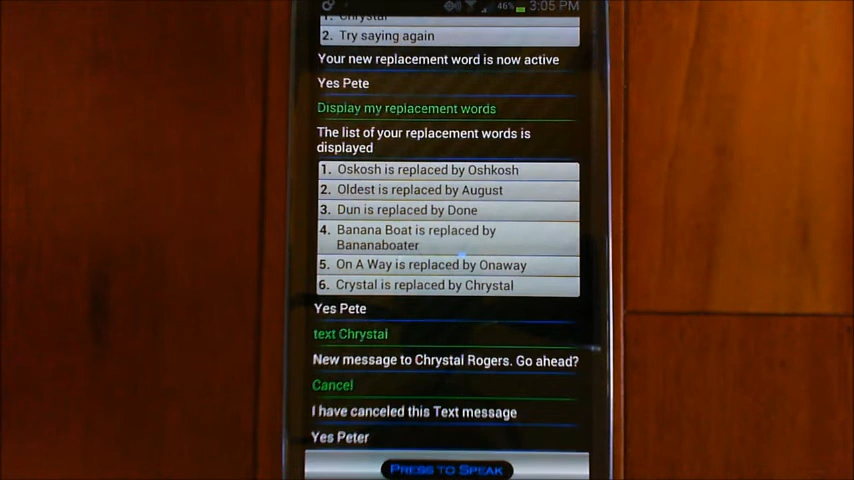 46% 3:05 PM
1. Chrystal
2. Try saying again
Your new replacement word is now active
Yes Pete
Display my replacement words
The list of your replacement words is
displayed
1. Oskosh is replaced by Oshkosh
2. Oldest is replaced by August
3. Dun is replaced by Done
4. Banana Boat is replaced by
Bananaboater
5. On A Way is replaced by Onaway
6. Crystal is replaced by Chrystal
Yes Pete
text Chrystal
New message to Chrystal Rogers. Go ahead?
Cancel
I have canceled this Text message
Yes Peter
PRESS TO SPEAK